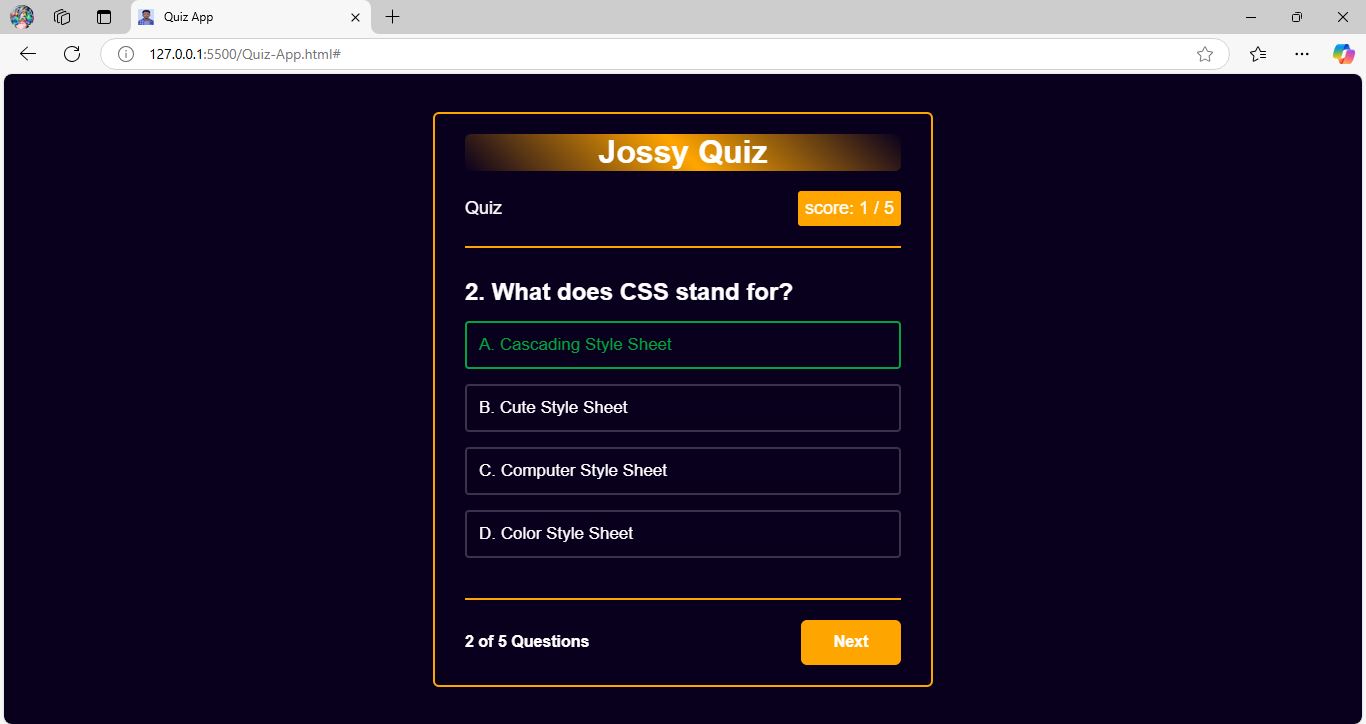 Quiz App
127.0.0.1:5500/Quiz-App.html#
Jossy Quiz
Quiz
score: 1 / 5
2. What does CSS stand for?
A. Cascading Style Sheet
B. Cute Style Sheet
C. Computer Style Sheet
D. Color Style Sheet
2 of 5 Questions
Next